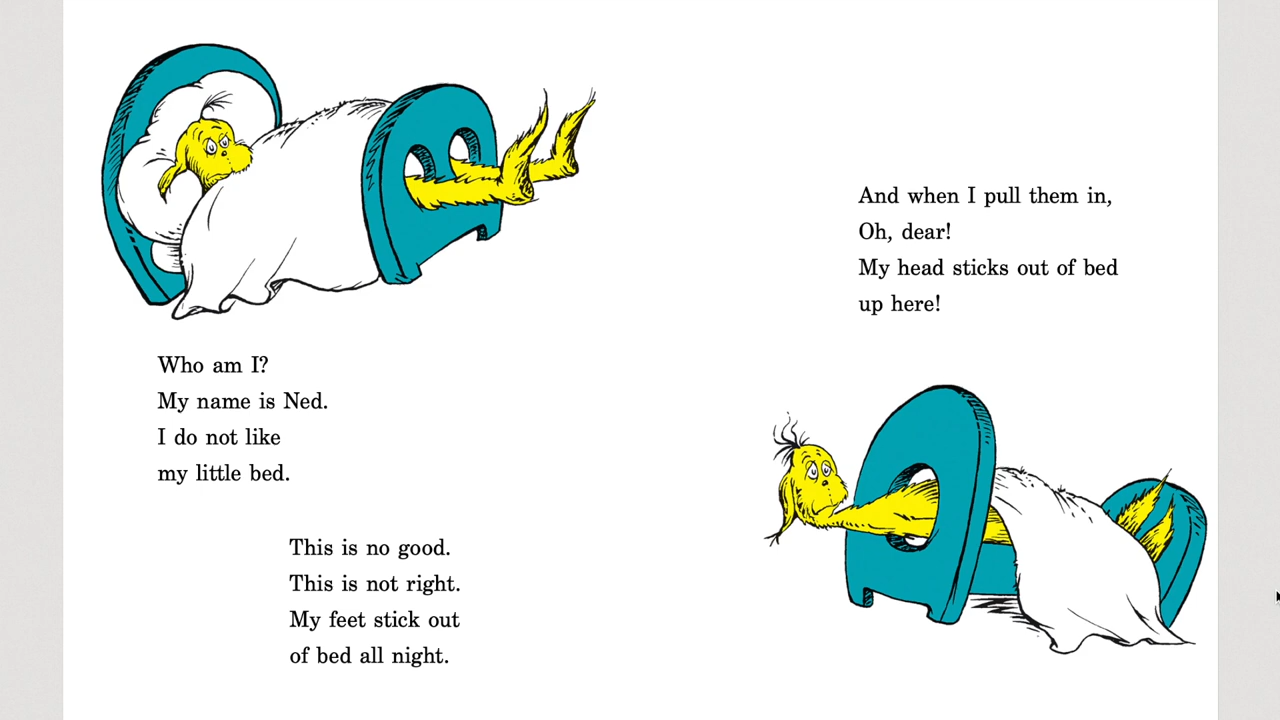 Who am I?
My name is Ned.
I do not like
my little bed.
This is no good.
This is not right.
My feet stick out
of bed all night.
And when I pull them in,
Oh, dear!
My head sticks out of bed
up here!